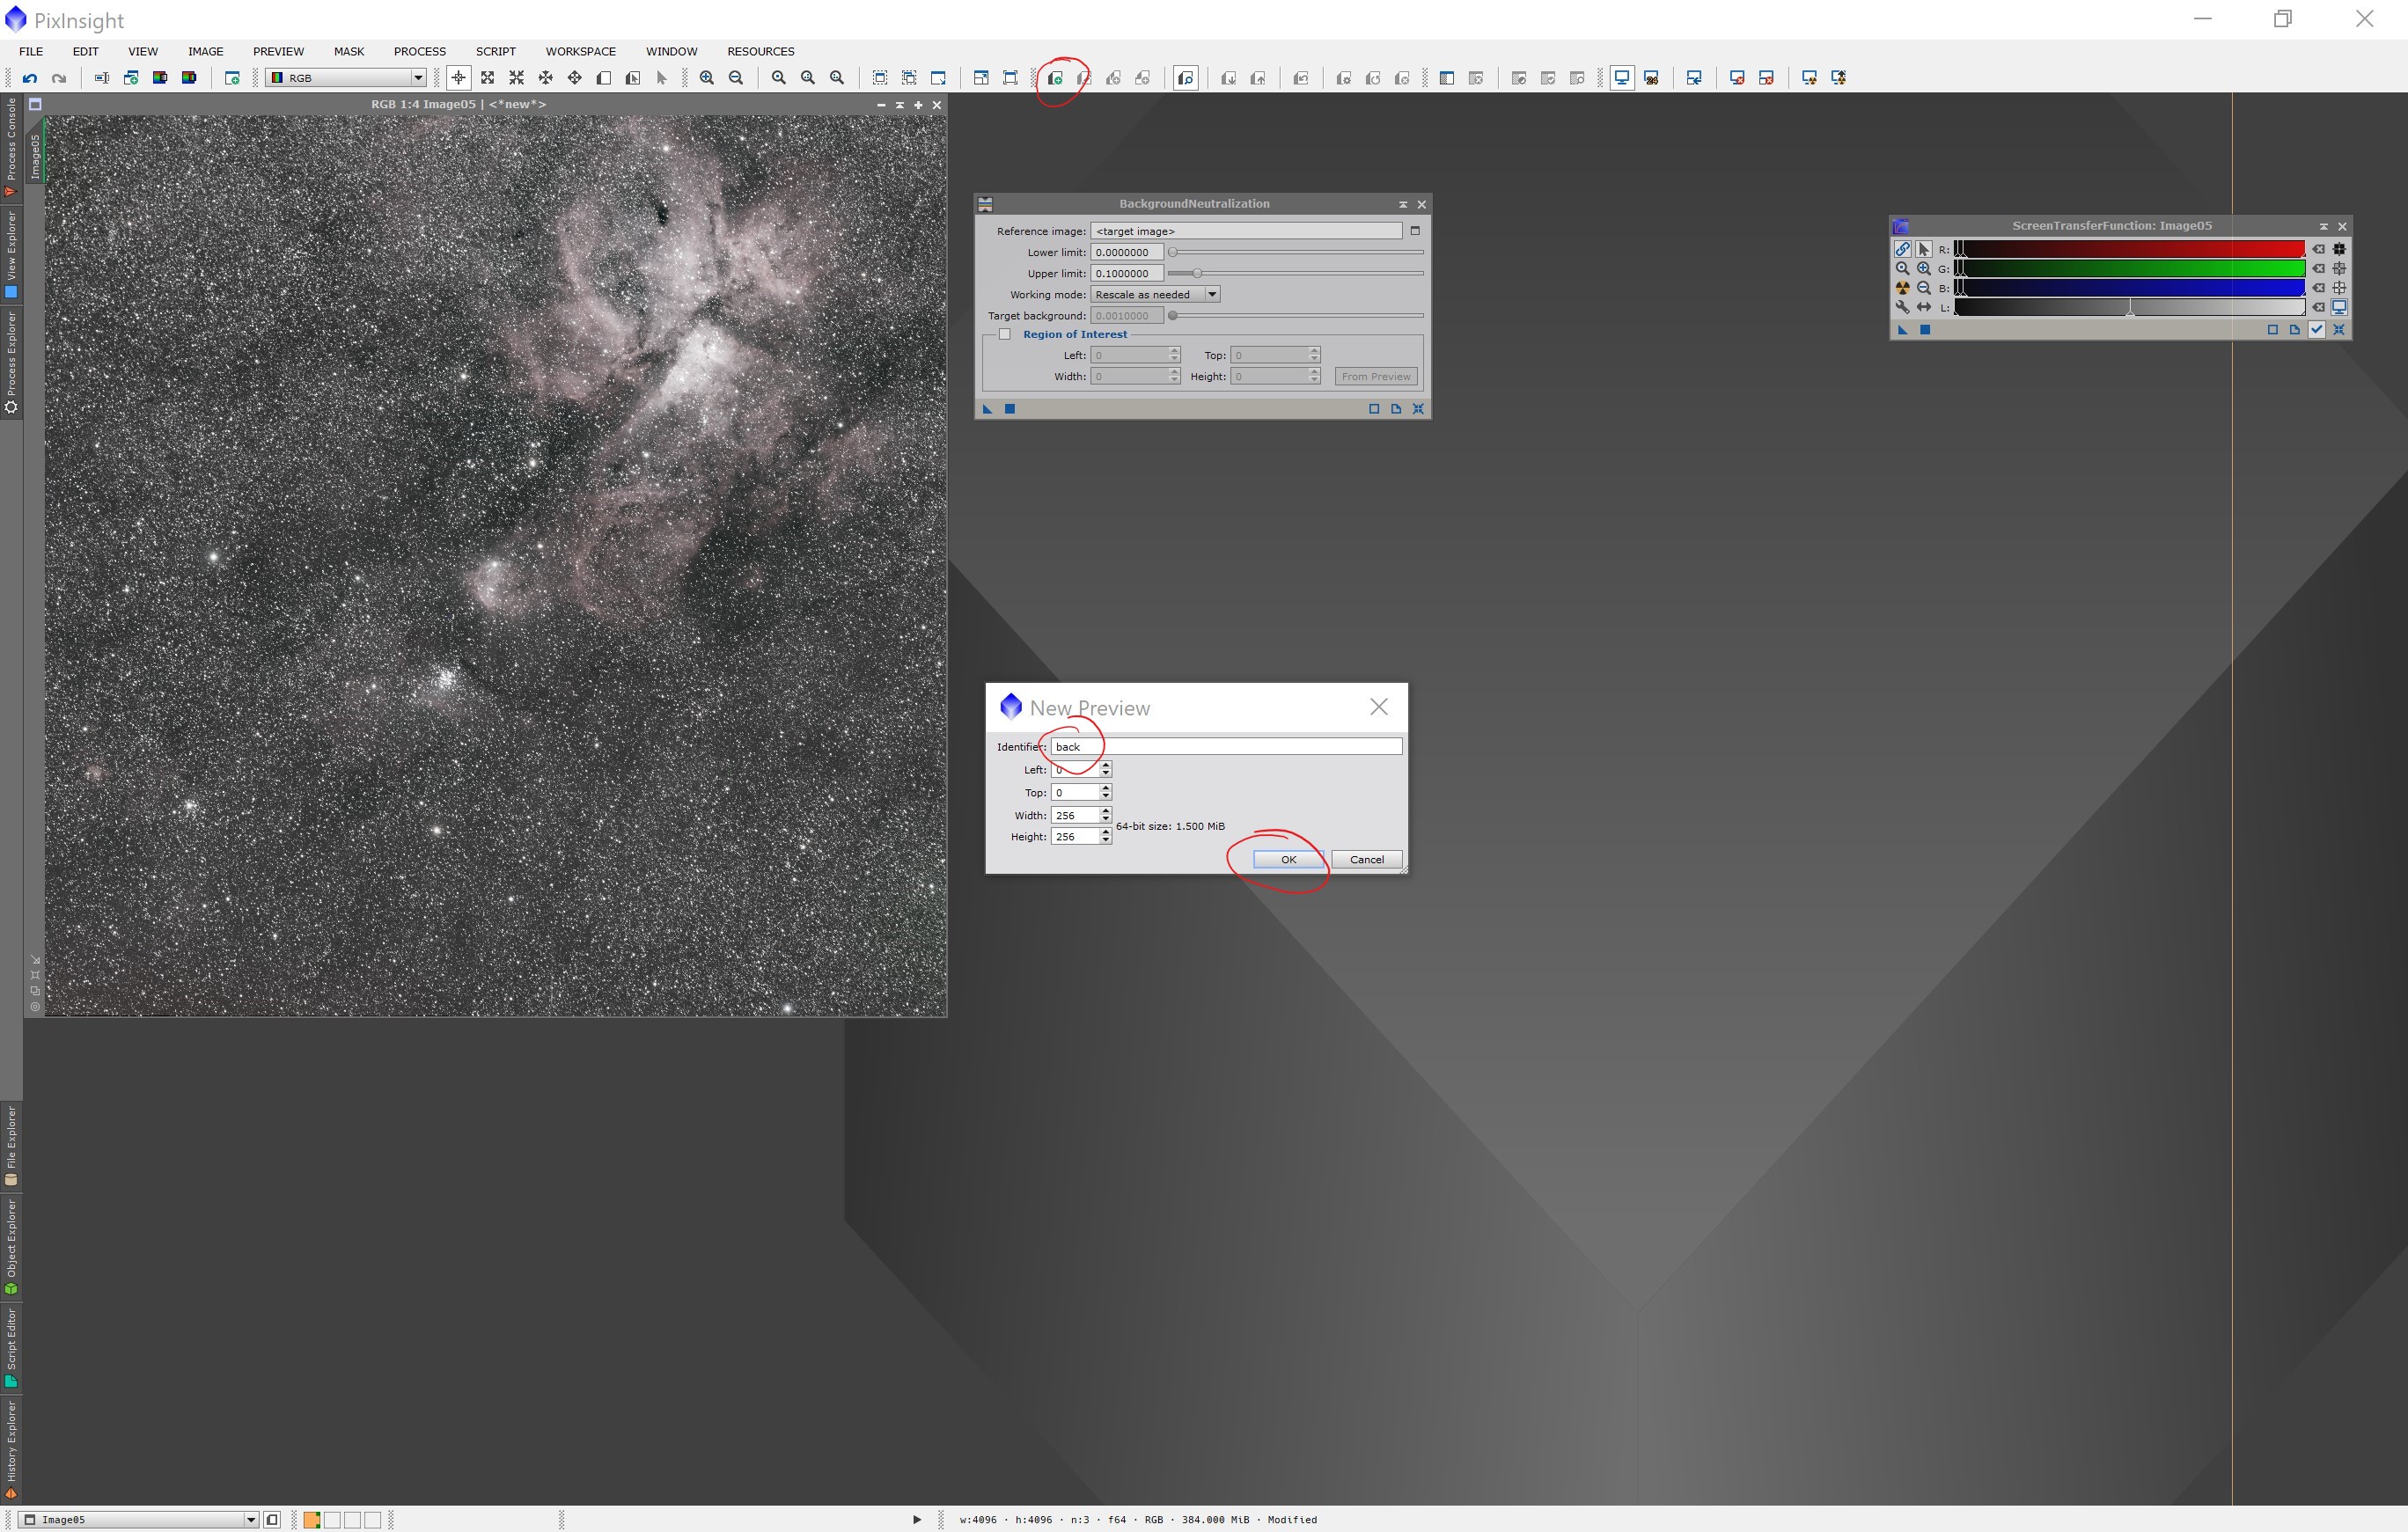 PixInsight
FILE EDIT VIEW IMAGE PREVIEW MASK PROCESS SCRIPT WORKSPACE WINDOW RESOURCES
RGB
Process Console
View Explorer
Process Explorer
File Explorer
Object Explorer
Script Editor
History Explorer
RGB 1:4 Image05 | <*new*>
Image05
BackgroundNeutralization
Reference image: <target image>
Lower limit: 0.0000000
Upper limit: 0.1000000
Working mode: Rescale as needed
Target background: 0.0010000
Region of Interest
Left: 0 Top: 0
Width: 0 Height: 0 From Preview
ScreenTransferFunction: Image05
R:
G:
B:
L:
New Preview
Identifier: back
Left: 0
Top: 0
Width: 256
64-bit size: 1.500 MiB
Height: 256
OK Cancel
Image05
w:4096 · h:4096 · n:3 · f64 · RGB · 384.000 MiB · Modified